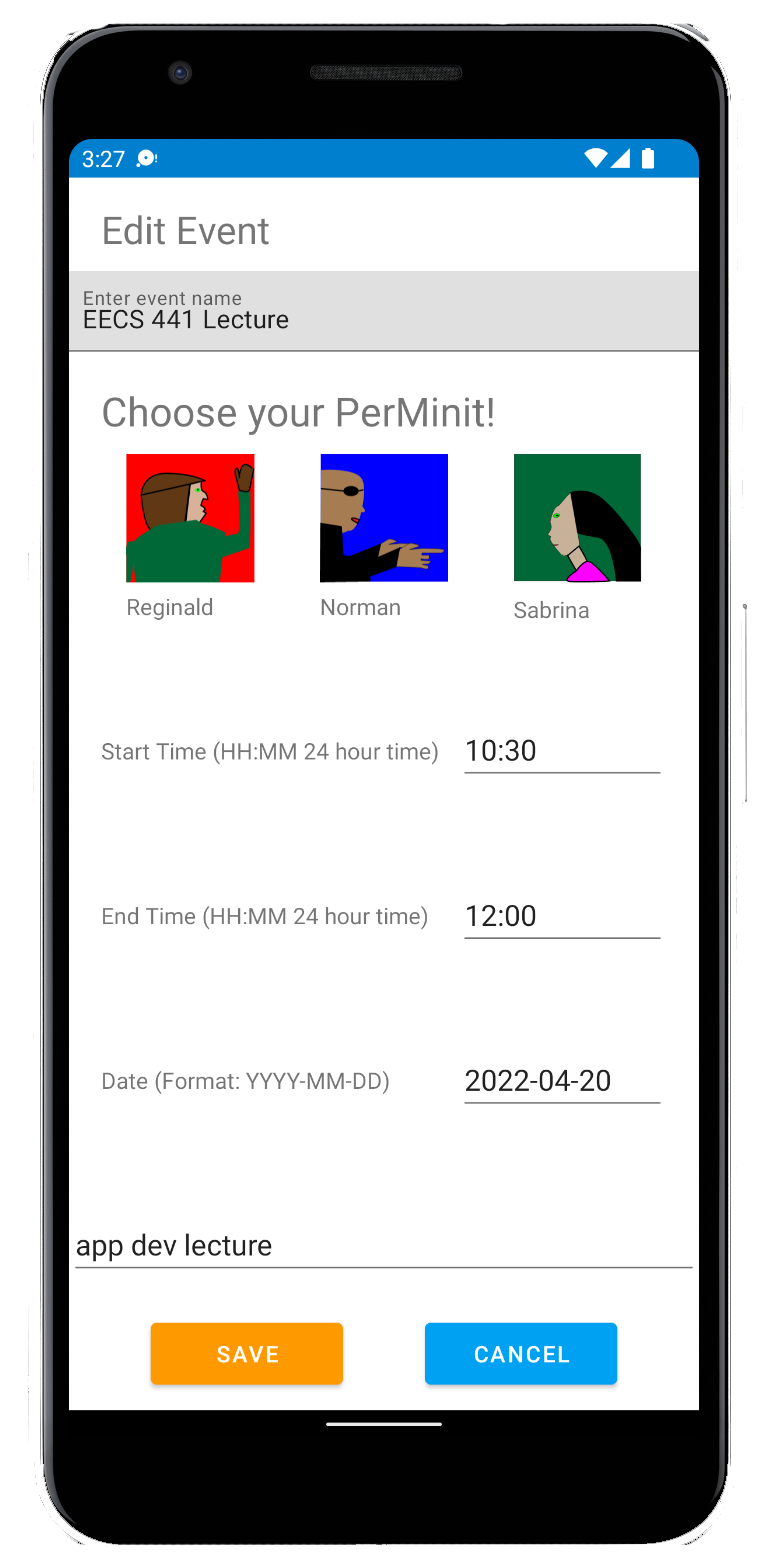 3:27
Edit Event
Enter event name
EECS 441 Lecture
Choose your PerMinit!
Reginald Norman Sabrina
Start Time (HH:MM 24 hour time) 10:30
End Time (HH:MM 24 hour time) 12:00
Date (Format: YYYY-MM-DD) 2022-04-20
app dev lecture
SAVE CANCEL